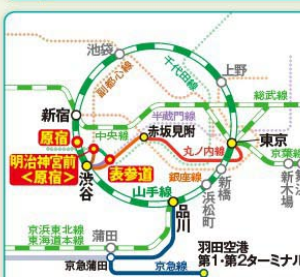 池袋
千代田線
副都心線
上野
新宿
半蔵門線
総武線
原宿
中央線
赤坂見附
東京
明治神宮前
<原宿>
丸ノ内線
京葉
渋谷
表参道
銀座線
新橋
新木場
山手線
品川
浜松町
京浜東北線
東海道本線
蒲田
羽田空港
第1・第2ターミナル
京急蒲田
京急線